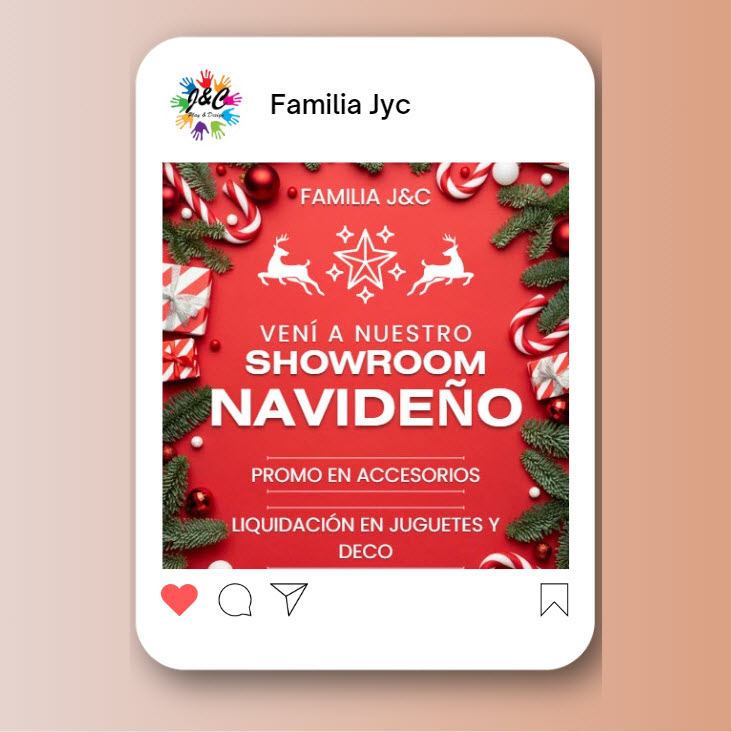 J&C
Play & Design
Familia Jyc
FAMILIA J&C
VENÍ A NUESTRO
SHOWROOM
NAVIDEÑO
PROMO EN ACCESORIOS
LIQUIDACIÓN EN JUGUETES Y
DECO